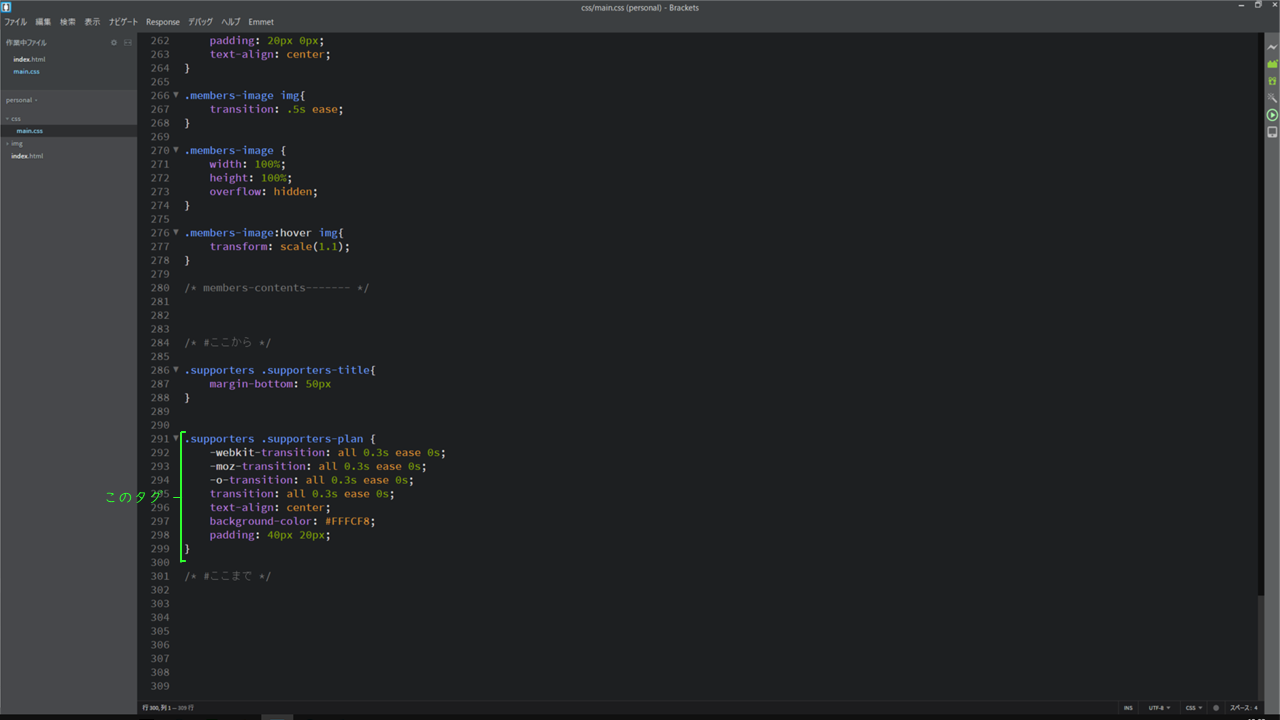 css/main.css (personal) - Brackets
ファイル 編集 検索 表示 ナビゲート Response デバッグ ヘルプ Emmet
作業中ファイル
index.html
main.css
personal
css
main.css
img
index.html
262 padding: 20px 0px;
263 text-align: center;
264 }
265
266 .members-image img{
267 transition: .5s ease;
268 }
269
270 .members-image {
271 width: 100%;
272 height: 100%;
273 overflow: hidden;
274 }
275
276 .members-image:hover img{
277 transform: scale(1.1);
278 }
279
280 /* members-contents------- */
281
282
283
284 /* #ここから */
285
286 .supporters .supporters-title{
287 margin-bottom: 50px
288 }
289
290
291 .supporters .supporters-plan {
292 -webkit-transition: all 0.3s ease 0s;
293 -moz-transition: all 0.3s ease 0s;
294 -o-transition: all 0.3s ease 0s;
このタグ
295 transition: all 0.3s ease 0s;
296 text-align: center;
297 background-color: #FFFCF8;
298 padding: 40px 20px;
299 }
300
301 /* #ここまで */
302
303
304
305
306
307
308
309
行 300, 列 1 — 309 行
INS UTF-8 CSS スペース: 4